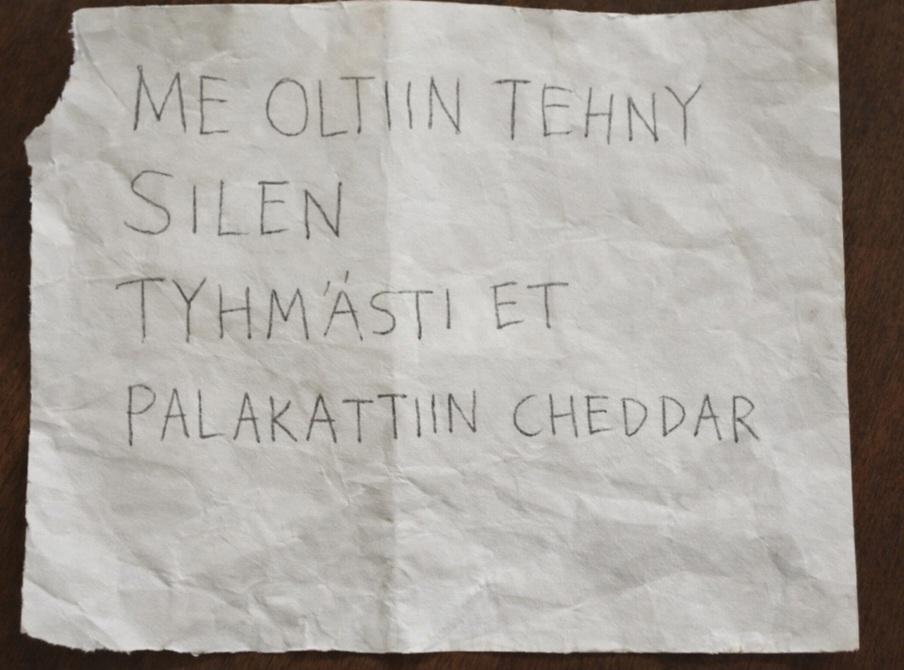 ME OLTIIN TEHNY
SILEN
TYHMÄSTI ET
PALAKATTIIN CHEDDAR